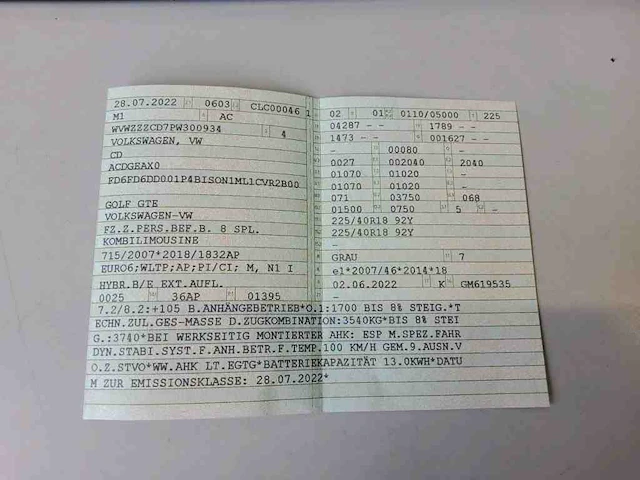 28.07.2022 0603 CLC00046 1
M1 AC
WVWZZZCD7PW300934 4
VOLKSWAGEN, VW
CD
ACDGEAX0
FD6FD6DD001P4BISON1ML1CVR2B00
GOLF GTE
VOLKSWAGEN-VW
FZ.Z.PERS.BEF.B. 8 SPL.
KOMBILIMOUSINE
715/2007*2018/1832AP
EURO6;WLTP;AP;PI/CI; M, N1 I
HYBR.B/E EXT.AUFL.
0025 36AP 01395
02 01 0110/05000 225
04287 - - 1789 - -
1473 - - 001627 - -
- 00080 -
0027 002040 2040
01070 01020 -
01070 01020 -
071 03750 068
01500 0750 5 -
225/40R18 92Y
225/40R18 92Y
-
GRAU 7
e1*2007/46*2014*18
02.06.2022 K GM619535
7.2/8.2:+105 B.ANHÄNGEBETRIEB*O.1:1700 BIS 8% STEIG.*T
ECHN.ZUL.GES-MASSE D.ZUGKOMBINATION:3540KG*BIS 8% STEI
G.:3740*BEI WERKSEITIG MONTIERTER AHK: ESP M.SPEZ.FAHR
DYN.STABI.SYST.F.ANH.BETR.F.TEMP.100 KM/H GEM.9.AUSN.V
O.Z.STVO*WW.AHK LT.EGTG*BATTERIEKAPAZITÄT 13.0KWH*DATU
M ZUR EMISSIONSKLASSE: 28.07.2022*